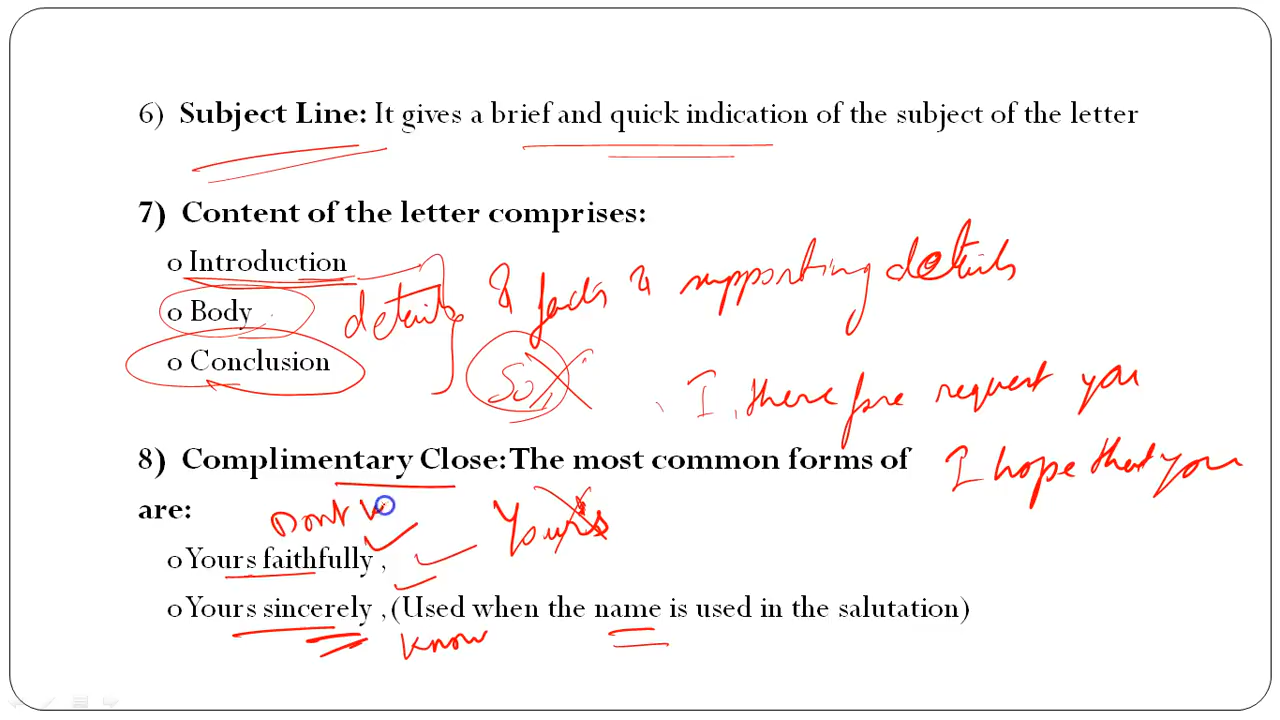 6) Subject Line: It gives a brief and quick indication of the subject of the letter
7) Content of the letter comprises:
o Introduction
o Body
o Conclusion
details & facts & supporting details
So
I, therefore request you
I hope that you
8) Complimentary Close: The most common forms of
are:
Dont
Your's
o Yours faithfully ,
o Yours sincerely , (Used when the name is used in the salutation)
know